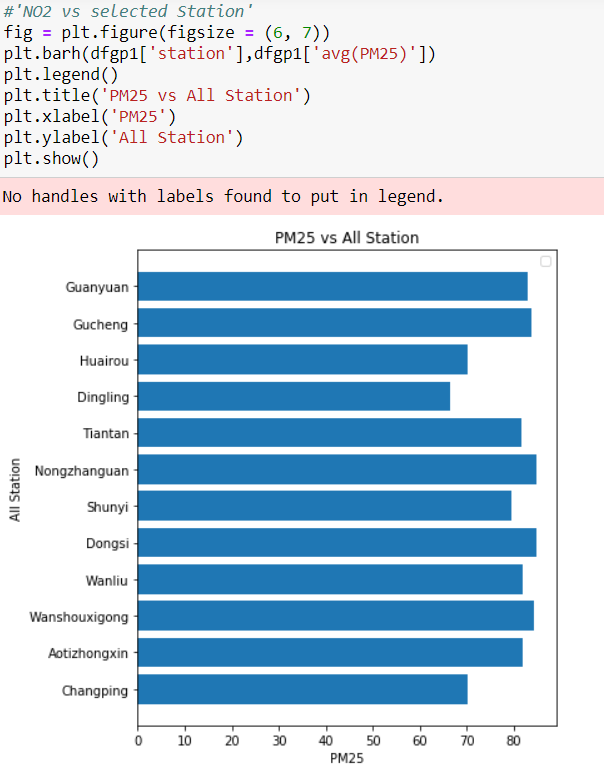 #'NO2 vs selected Station'
fig = plt.figure(figsize = (6, 7))
plt.barh(dfgp1['station'],dfgp1['avg(PM25)'])
plt.legend()
plt.title('PM25 vs All Station')
plt.xlabel('PM25')
plt.ylabel('All Station')
plt.show()
No handles with labels found to put in legend.
PM25 vs All Station
Guanyuan
Gucheng
Huairou
Dingling
Tiantan
Nongzhanguan
Shunyi
Dongsi
Wanliu
Wanshouxigong
Aotizhongxin
Changping
All Station
0 10 20 30 40 50 60 70 80
PM25